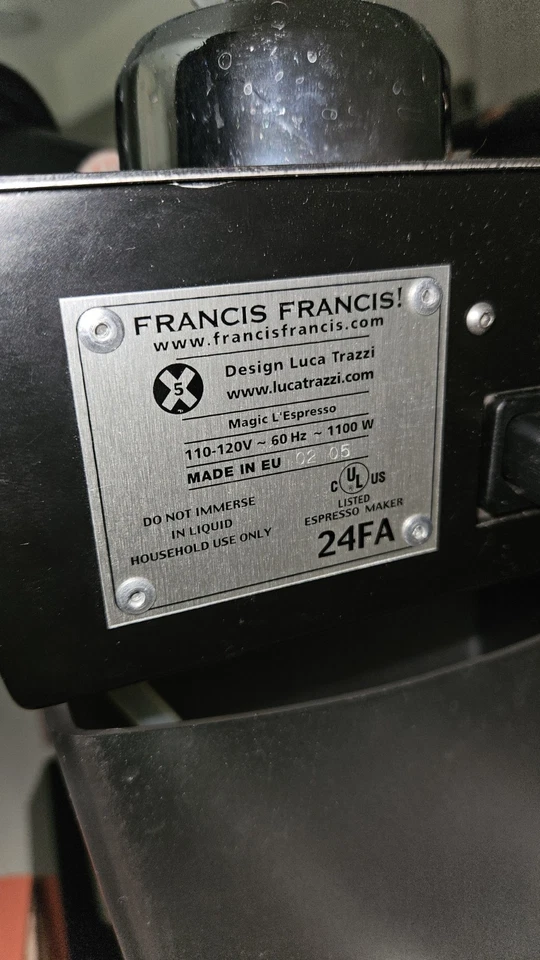 FRANCIS FRANCIS!
www.francisfrancis.com
X5
Design Luca Trazzi
www.lucatrazzi.com
Magic L'Espresso
110-120V ~ 60 Hz ~ 1100 W
MADE IN EU 02 05
DO NOT IMMERSE
IN LIQUID
HOUSEHOLD USE ONLY
C UL US
LISTED
ESPRESSO MAKER
24FA